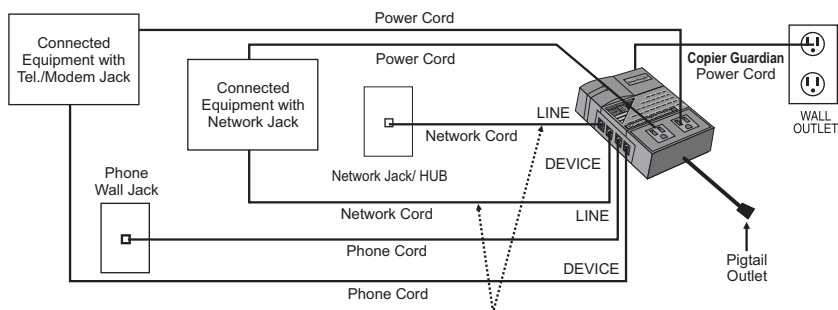 Power Cord
Connected
Equipment with
Tel./Modem Jack
Power Cord
Connected
Equipment with
Network Jack
Copier Guardian
Power Cord
WALL
OUTLET
LINE
Network Cord
DEVICE
Network Jack/ HUB
Phone
Wall Jack
Network Cord
LINE
Phone Cord
DEVICE
Phone Cord
Pigtail
Outlet